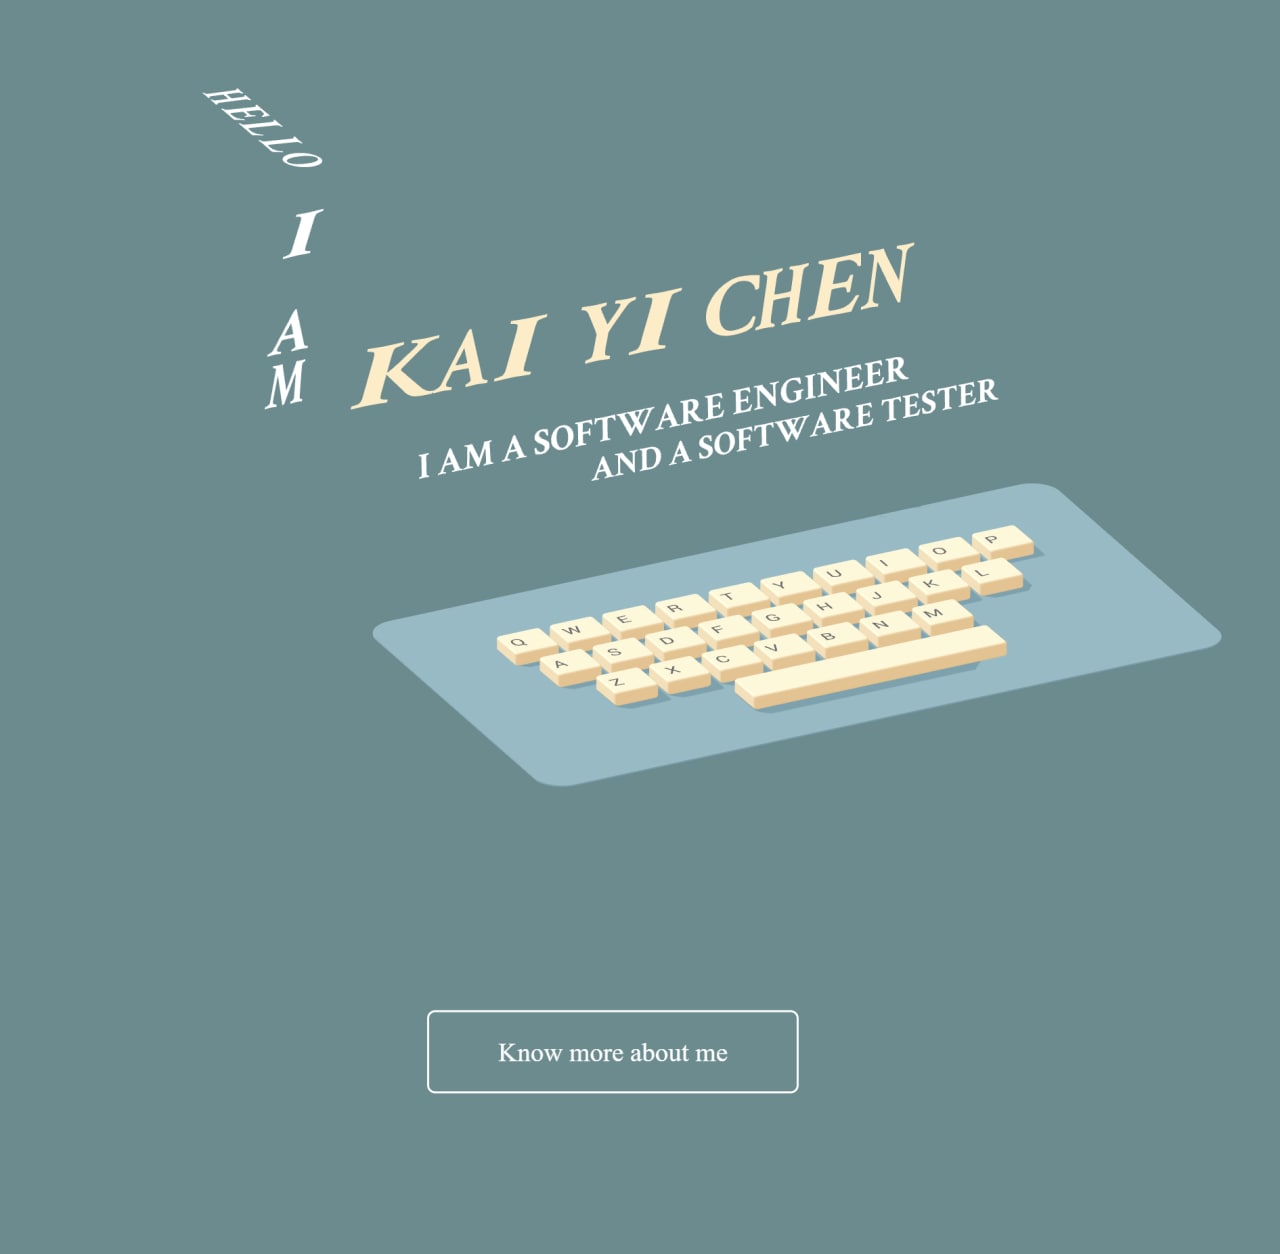 HELLO
I
AM
KAI YI CHEN
I AM A SOFTWARE ENGINEER
AND A SOFTWARE TESTER
Q W E R T Y U I O P
A S D F G H J K L
Z X C V B N M
Know more about me